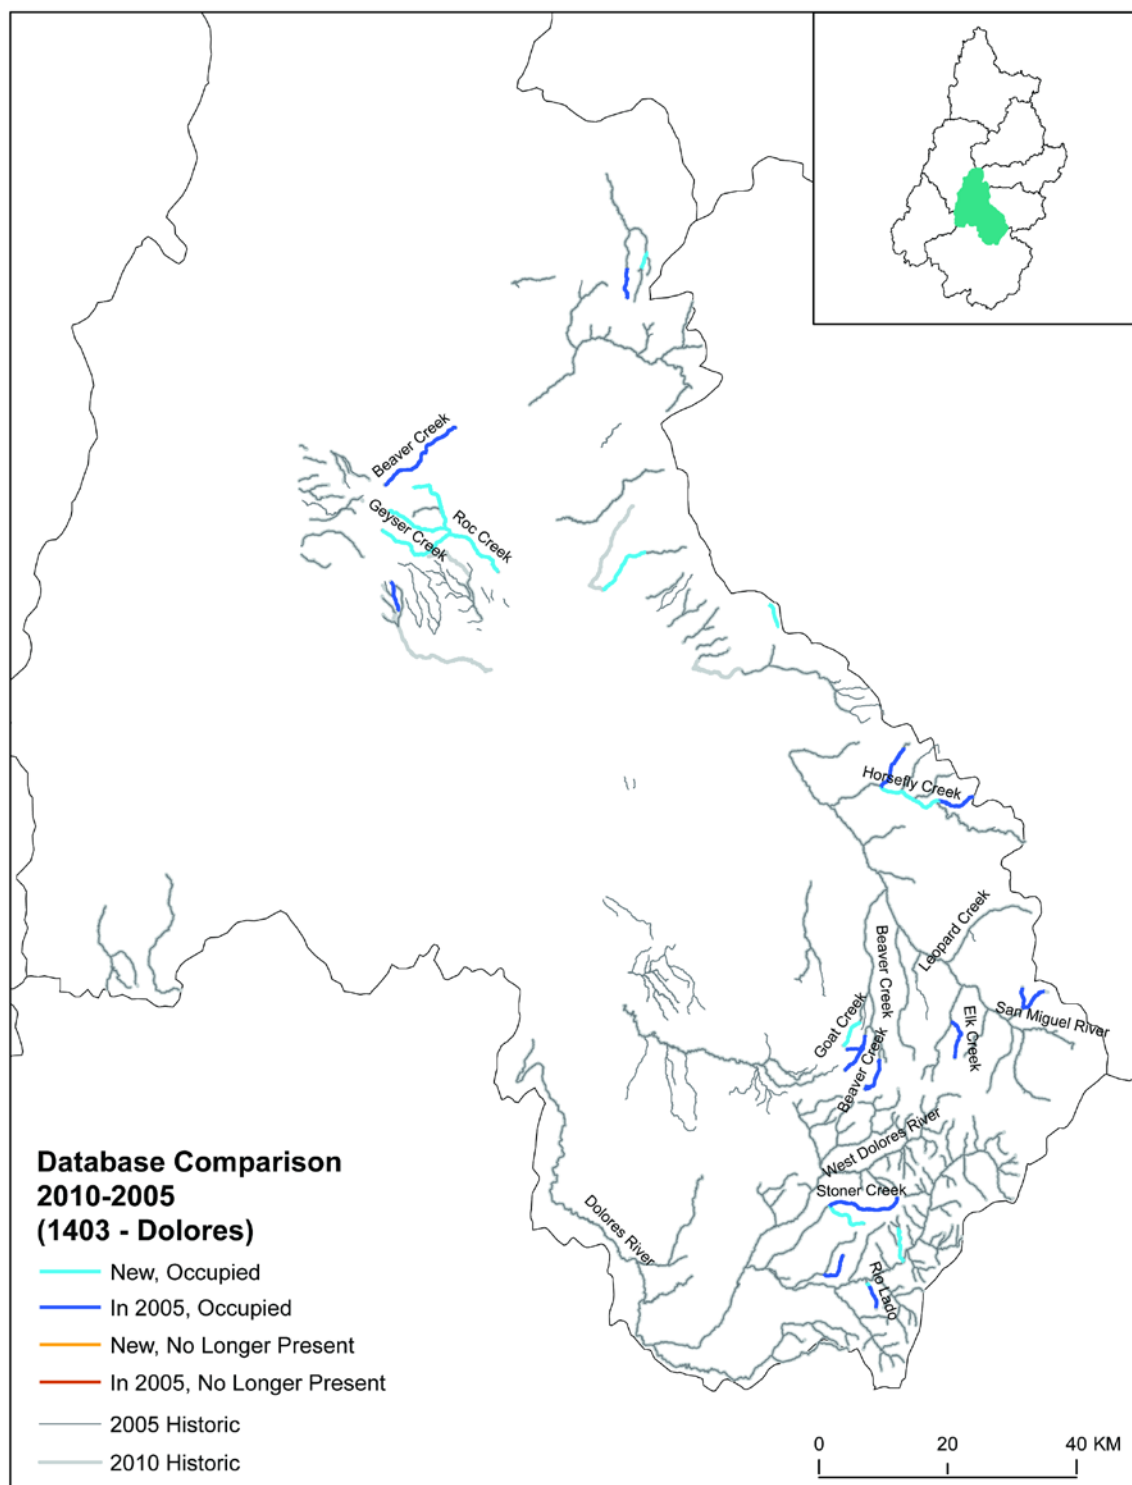 Beaver Creek
Geyser Creek
Roc Creek
Horsefly Creek
Leopard Creek
Beaver Creek
Goat Creek
Elk Creek
San Miguel River
Beaver Creek
West Dolores River
Stoner Creek
Dolores River
Rio Lado
Database Comparison
2010-2005
(1403 - Dolores)
New, Occupied
In 2005, Occupied
New, No Longer Present
In 2005, No Longer Present
2005 Historic
2010 Historic
0 20 40 KM